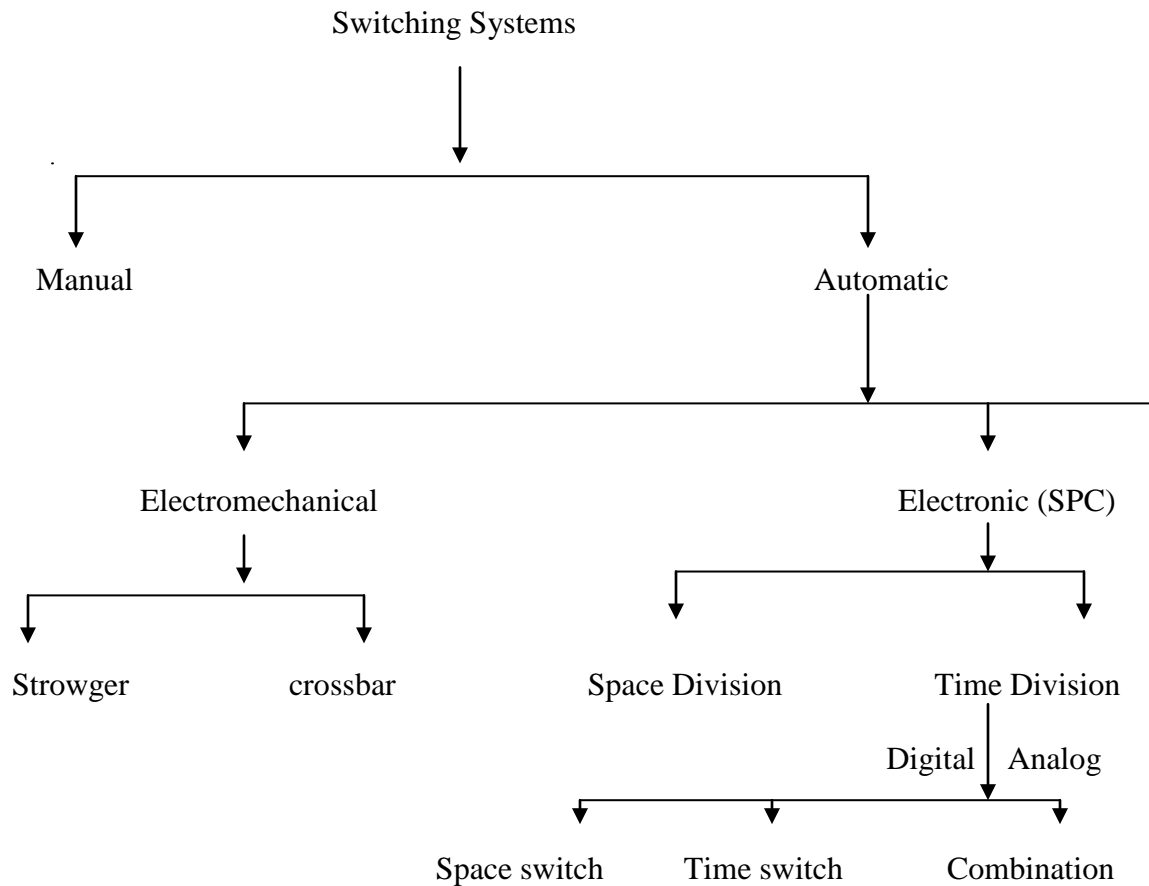 Switching Systems
Manual Automatic
Electromechanical Electronic (SPC)
Strowger crossbar Space Division Time Division
Digital Analog
Space switch Time switch Combination